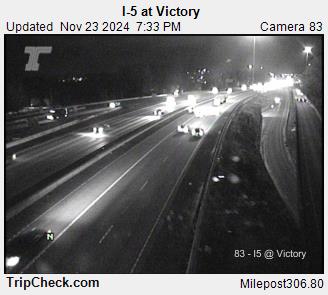 I-5 at Victory
Updated Nov 23 2024 7:33 PM Camera 83
T
N
83 - I5 @ Victory
TripCheck.com Milepost306.80